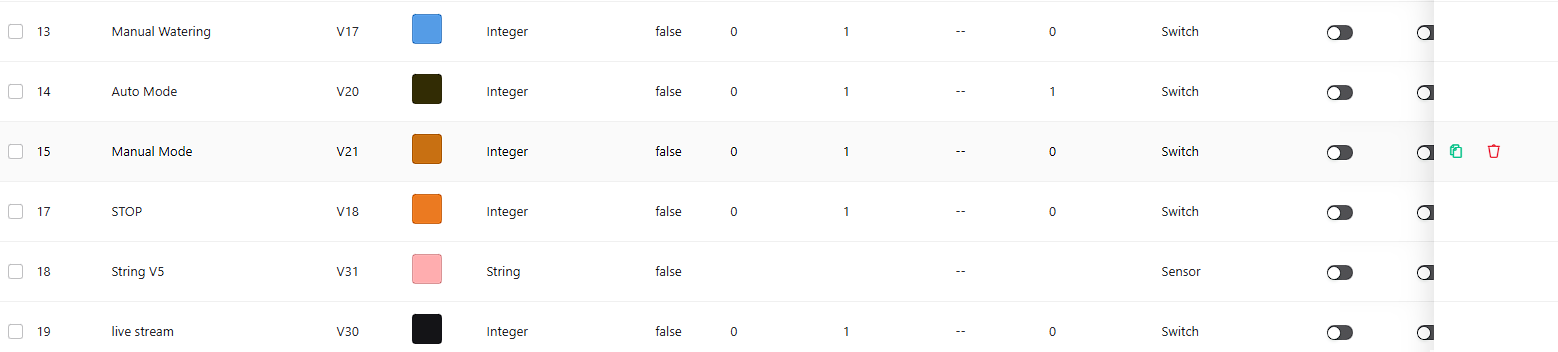 13 Manual Watering V17 Integer false 0 1 -- 0 Switch
14 Auto Mode V20 Integer false 0 1 -- 1 Switch
15 Manual Mode V21 Integer false 0 1 -- 0 Switch
17 STOP V18 Integer false 0 1 -- 0 Switch
18 String V5 V31 String false -- Sensor
19 live stream V30 Integer false 0 1 -- 0 Switch